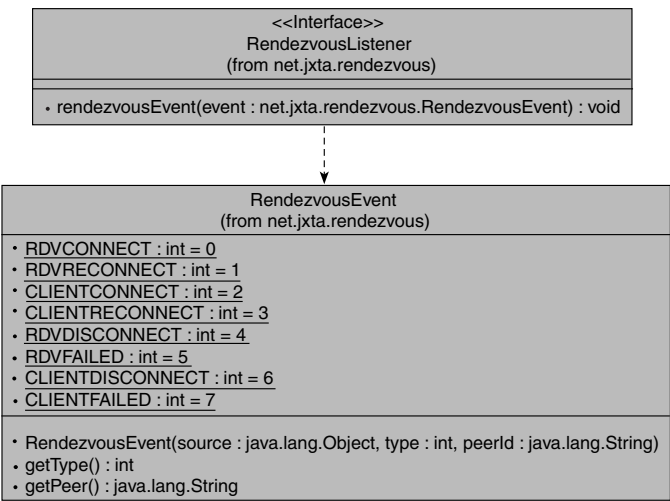 <<Interface>>
RendezvousListener
(from net.jxta.rendezvous)
• rendezvousEvent(event : net.jxta.rendezvous.RendezvousEvent) : void
RendezvousEvent
(from net.jxta.rendezvous)
• RDVCONNECT : int = 0
• RDVRECONNECT : int = 1
• CLIENTCONNECT : int = 2
• CLIENTRECONNECT : int = 3
• RDVDISCONNECT : int = 4
• RDVFAILED : int = 5
• CLIENTDISCONNECT : int = 6
• CLIENTFAILED : int = 7
• RendezvousEvent(source : java.lang.Object, type : int, peerId : java.lang.String)
• getType() : int
• getPeer() : java.lang.String